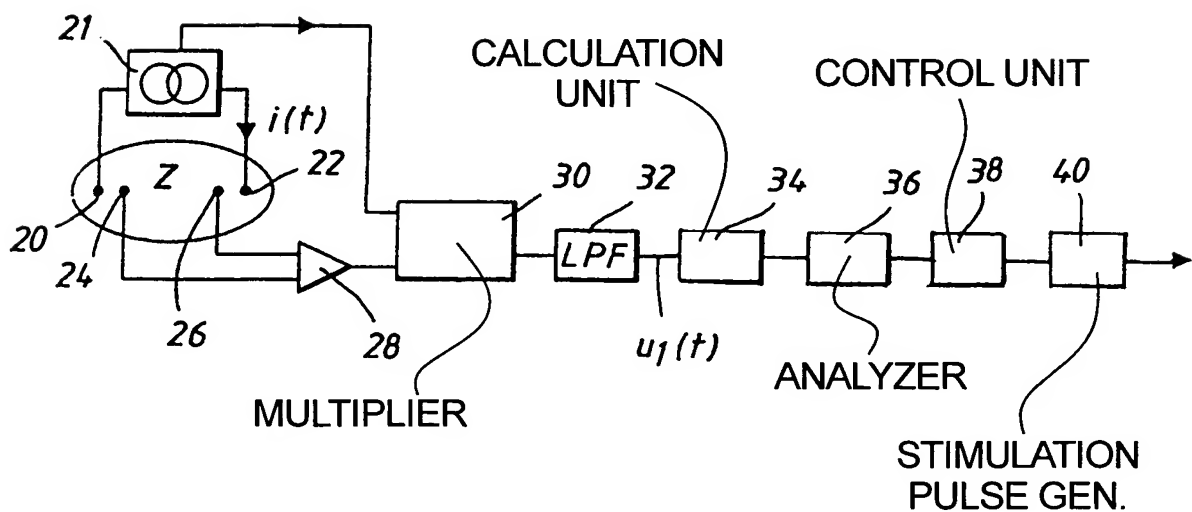 21
CALCULATION
UNIT
CONTROL UNIT
i(t)
Z
22
30
32
34
36
38
40
20
24
LPF
26
28
u1(t)
ANALYZER
MULTIPLIER
STIMULATION
PULSE GEN.